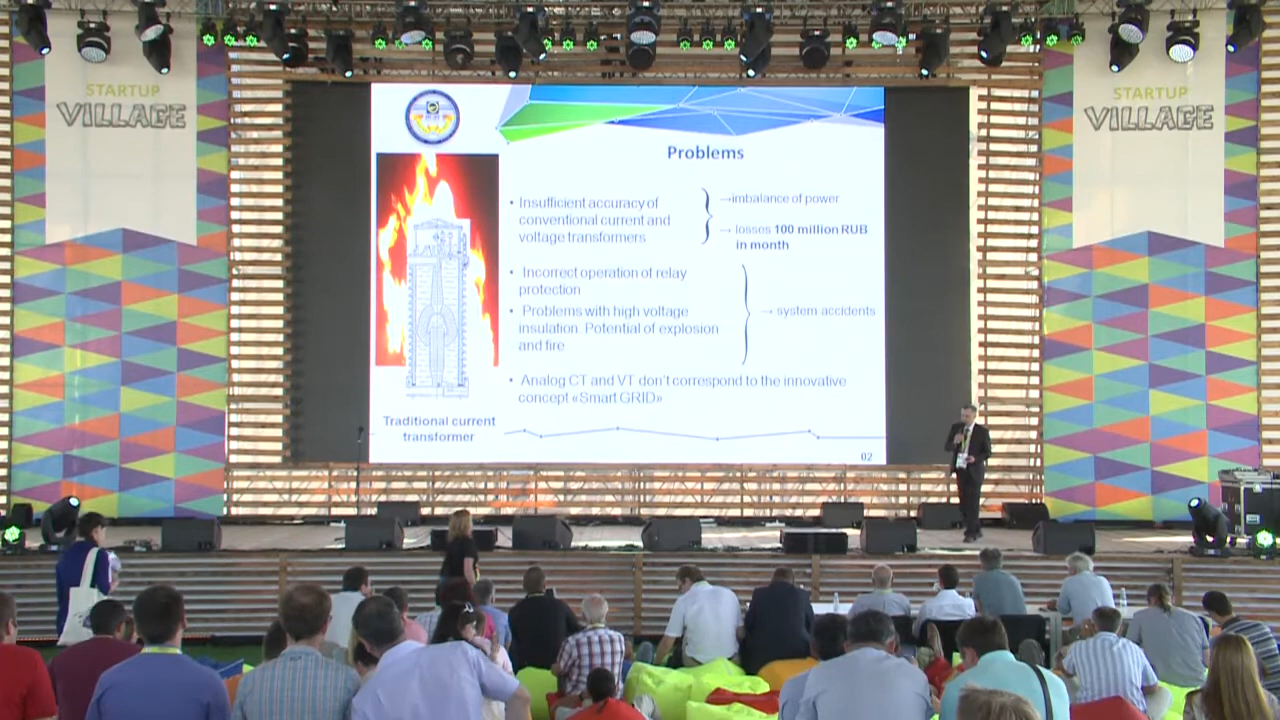 STARTUP
VILLAGE
STARTUP
VILLAGE
Problems
• Insufficient accuracy of
conventional current and
voltage transformers
→imbalance of power
→ losses 100 million RUB
in month
• Incorrect operation of relay
protection
• Problems with high voltage
insulation. Potential of explosion
and fire
→ system accidents
• Analog CT and VT don't correspond to the innovative
concept «Smart GRID»
Traditional current
transformer
02